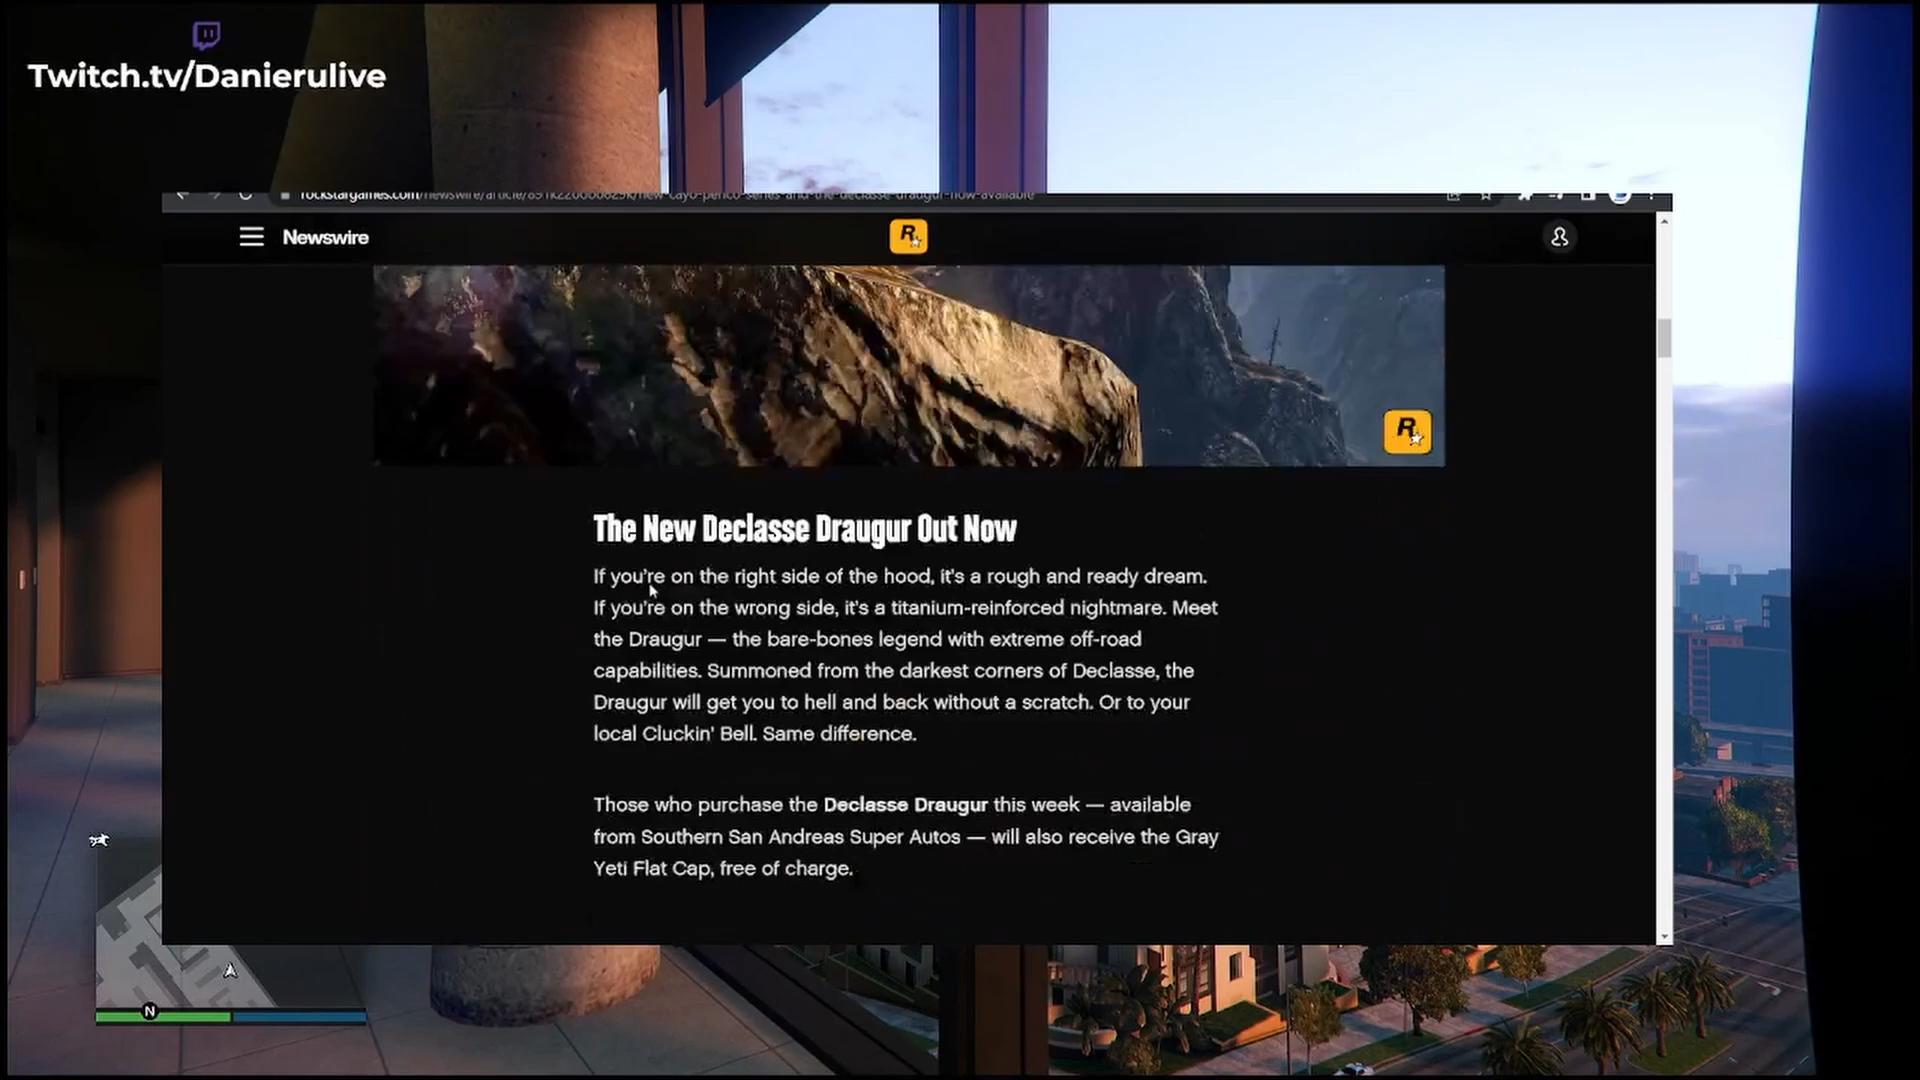 Twitch.tv/Danierulive
Newswire
The New Declasse Draugur Out Now
If you're on the right side of the hood, it's a rough and ready dream.
If you're on the wrong side, it's a titanium-reinforced nightmare. Meet
the Draugur — the bare-bones legend with extreme off-road
capabilities. Summoned from the darkest corners of Declasse, the
Draugur will get you to hell and back without a scratch. Or to your
local Cluckin' Bell. Same difference.
Those who purchase the Declasse Draugur this week — available
from Southern San Andreas Super Autos — will also receive the Gray
Yeti Flat Cap, free of charge.
N